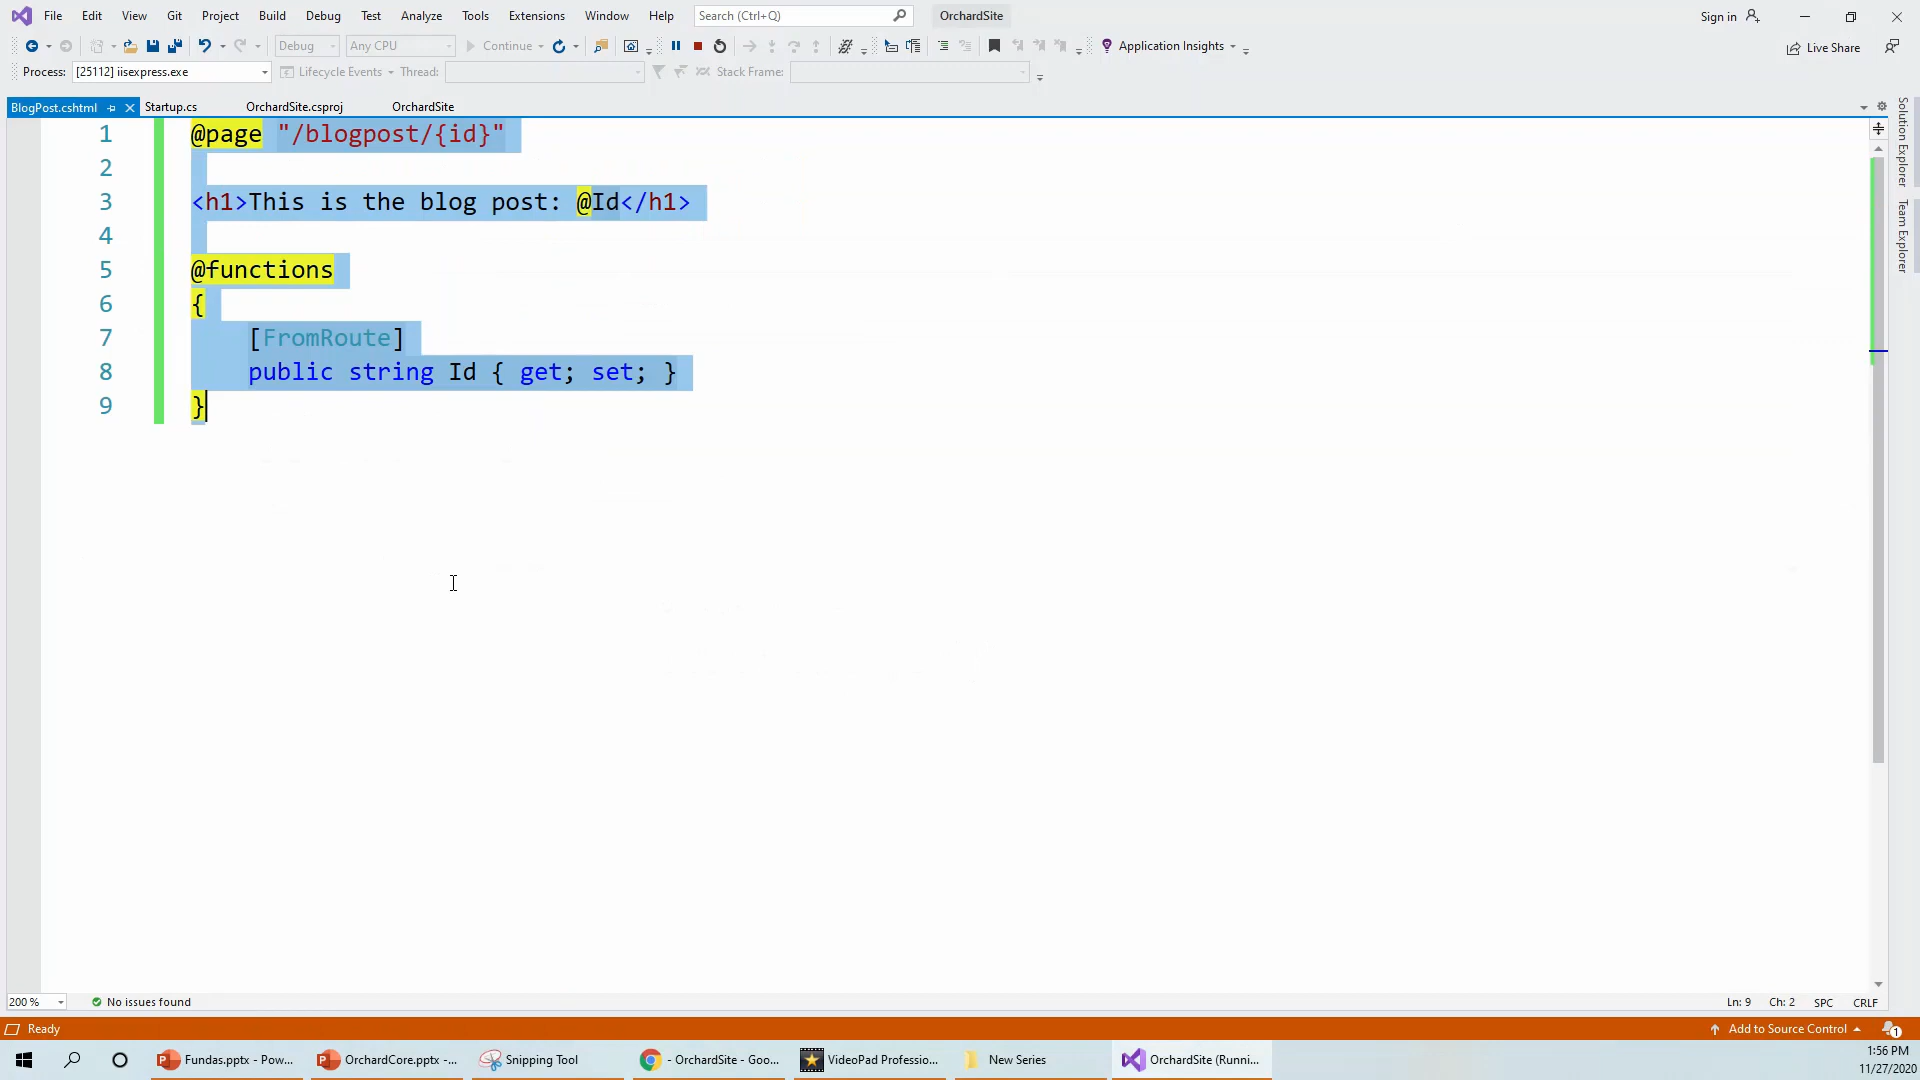 File Edit View Git Project Build Debug Test Analyze Tools Extensions Window Help Search (Ctrl+Q) OrchardSite Sign in
Debug Any CPU Continue Application Insights Live Share
Process: [25112] iisexpress.exe Lifecycle Events Thread: Stack Frame:
BlogPost.cshtml Startup.cs OrchardSite.csproj OrchardSite
1 @page "/blogpost/{id}"
2
3 <h1>This is the blog post: @Id</h1>
4
5 @functions
6 {
7 [FromRoute]
8 public string Id { get; set; }
9 }
Solution Explorer
Team Explorer
200 % No issues found Ln: 9 Ch: 2 SPC CRLF
Ready Add to Source Control 1
Fundas.pptx - Pow... OrchardCore.pptx -... Snipping Tool - OrchardSite - Goo... VideoPad Professio... New Series OrchardSite (Runni... 1:56 PM
11/27/2020